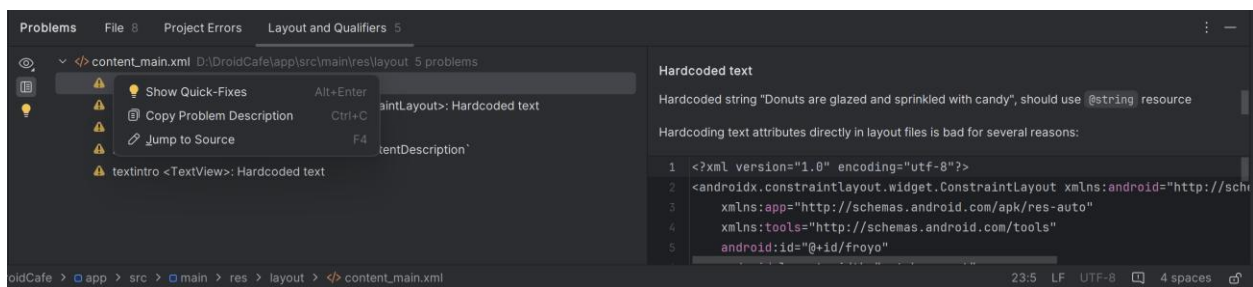 Problems File 8 Project Errors Layout and Qualifiers 5
content_main.xml D:\DroidCafe\app\src\main\res\layout 5 problems
Show Quick-Fixes Alt+Enter
Copy Problem Description Ctrl+C
Jump to Source F4
aintLayout>: Hardcoded text
tentDescription`
textintro <TextView>: Hardcoded text
Hardcoded text
Hardcoded string "Donuts are glazed and sprinkled with candy", should use @string resource
Hardcoding text attributes directly in layout files is bad for several reasons:
1 <?xml version="1.0" encoding="utf-8"?>
2 <androidx.constraintlayout.widget.ConstraintLayout xmlns:android="http://sche
3 xmlns:app="http://schemas.android.com/apk/res-auto"
4 xmlns:tools="http://schemas.android.com/tools"
5 android:id="@+id/froyo"
oidCafe > app > src > main > res > layout > content_main.xml 23:5 LF UTF-8 4 spaces